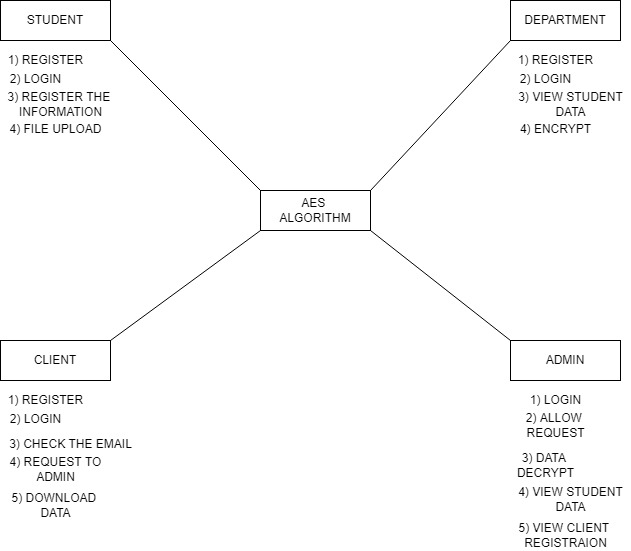 STUDENT
1) REGISTER
2) LOGIN
3) REGISTER THE
INFORMATION
4) FILE UPLOAD
DEPARTMENT
1) REGISTER
2) LOGIN
3) VIEW STUDENT
DATA
4) ENCRYPT
AES
ALGORITHM
CLIENT
1) REGISTER
2) LOGIN
3) CHECK THE EMAIL
4) REQUEST TO
ADMIN
5) DOWNLOAD
DATA
ADMIN
1) LOGIN
2) ALLOW
REQUEST
3) DATA
DECRYPT
4) VIEW STUDENT
DATA
5) VIEW CLIENT
REGISTRAION